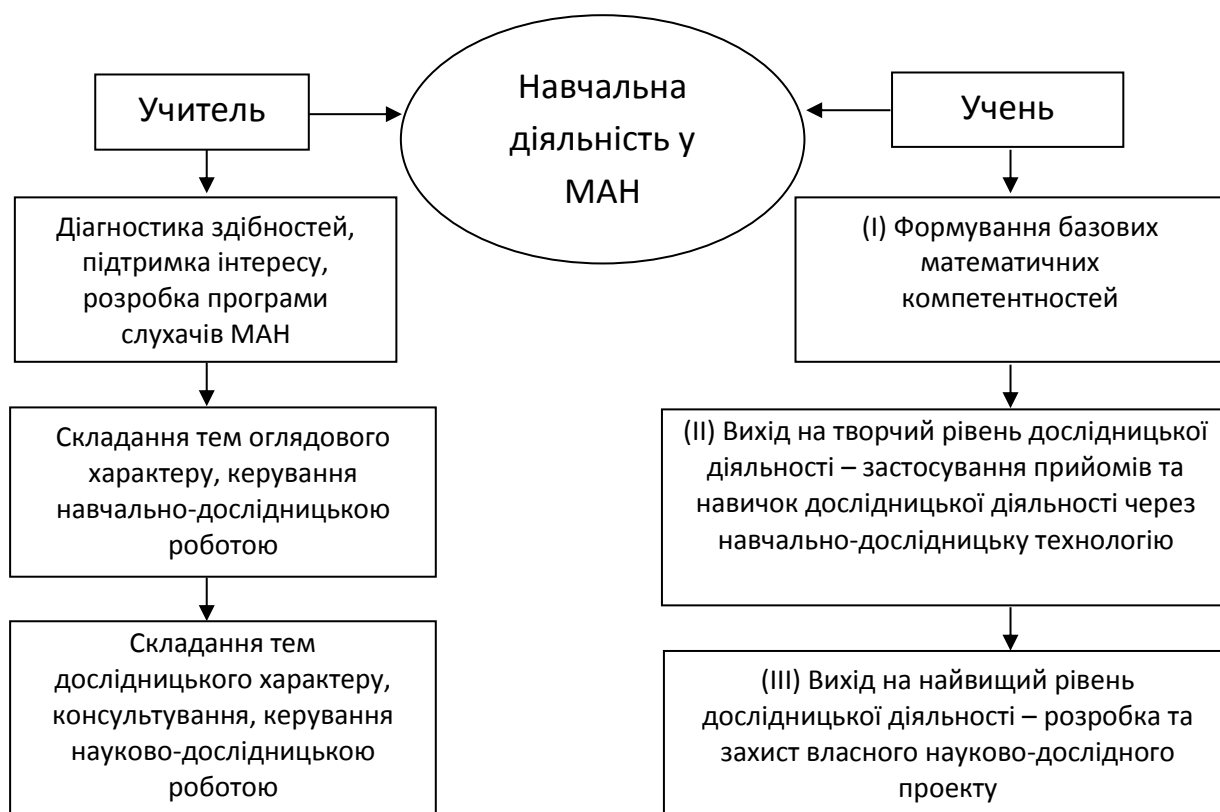 Учитель
Навчальна
діяльність у
МАН
Учень
Діагностика здібностей,
підтримка інтересу,
розробка програми
слухачів МАН
(І) Формування базових
математичних
компетентностей
Складання тем оглядового
характеру, керування
навчально-дослідницькою
роботою
(ІІ) Вихід на творчий рівень дослідницької
діяльності – застосування прийомів та
навичок дослідницької діяльності через
навчально-дослідницьку технологію
Складання тем
дослідницького характеру,
консультування, керування
науково-дослідницькою
роботою
(ІІІ) Вихід на найвищий рівень
дослідницької діяльності – розробка та
захист власного науково-дослідного
проекту